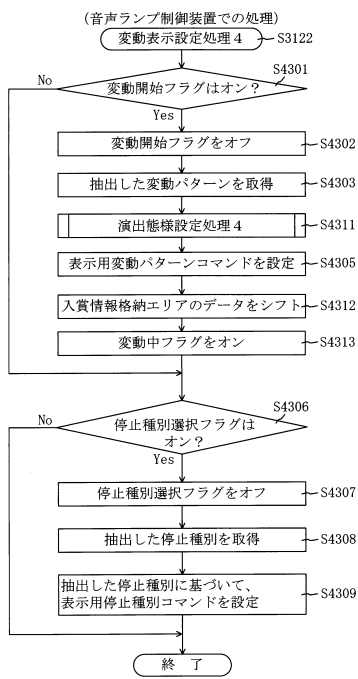 (音声ランプ制御装置での処理)
変動表示設定処理4
S3122
S4301
No
変動開始フラグはオン?
Yes
変動開始フラグをオフ
S4302
抽出した変動パターンを取得
S4303
演出態様設定処理4
S4311
表示用変動パターンコマンドを設定
S4305
入賞情報格納エリアのデータをシフト
S4312
変動中フラグをオン
S4313
S4306
No
停止種別選択フラグは
オン?
Yes
停止種別選択フラグをオフ
S4307
抽出した停止種別を取得
S4308
抽出した停止種別に基づいて、
表示用停止種別コマンドを設定
S4309
終 了